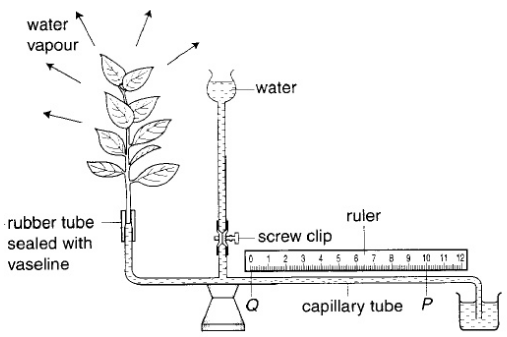 water
vapour
water
rubber tube
sealed with
vaseline
screw clip
ruler
0 1 2 3 4 5 6 7 8 9 10 11 12
Q
capillary tube
P